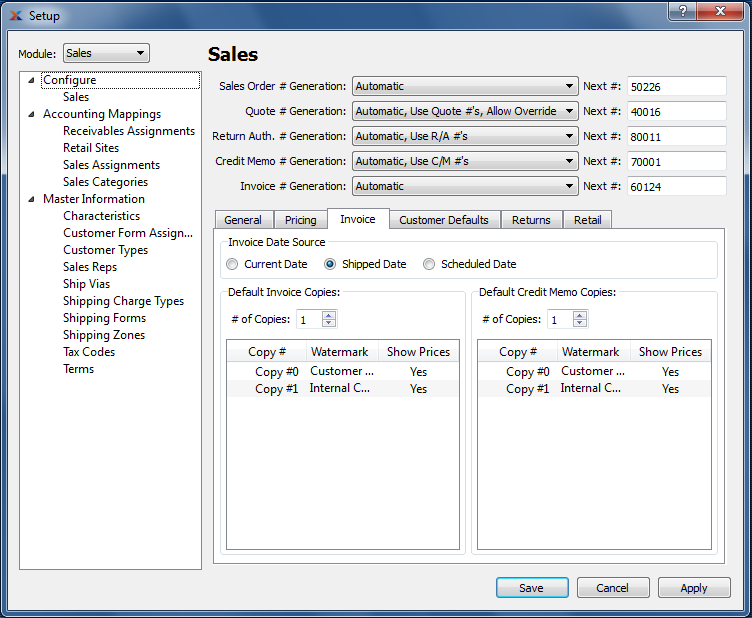 Setup
Module: Sales
Configure
Sales
Accounting Mappings
Receivables Assignments
Retail Sites
Sales Assignments
Sales Categories
Master Information
Characteristics
Customer Form Assign...
Customer Types
Sales Reps
Ship Vias
Shipping Charge Types
Shipping Forms
Shipping Zones
Tax Codes
Terms
Sales
Sales Order # Generation: Automatic Next #: 50226
Quote # Generation: Automatic, Use Quote #'s, Allow Override Next #: 40016
Return Auth. # Generation: Automatic, Use R/A #'s Next #: 80011
Credit Memo # Generation: Automatic, Use C/M #'s Next #: 70001
Invoice # Generation: Automatic Next #: 60124
General Pricing Invoice Customer Defaults Returns Retail
Invoice Date Source
Current Date Shipped Date Scheduled Date
Default Invoice Copies:
# of Copies: 1
Copy # Watermark Show Prices
Copy #0 Customer ... Yes
Copy #1 Internal C... Yes
Default Credit Memo Copies:
# of Copies: 1
Copy # Watermark Show Prices
Copy #0 Customer ... Yes
Copy #1 Internal C... Yes
Save Cancel Apply